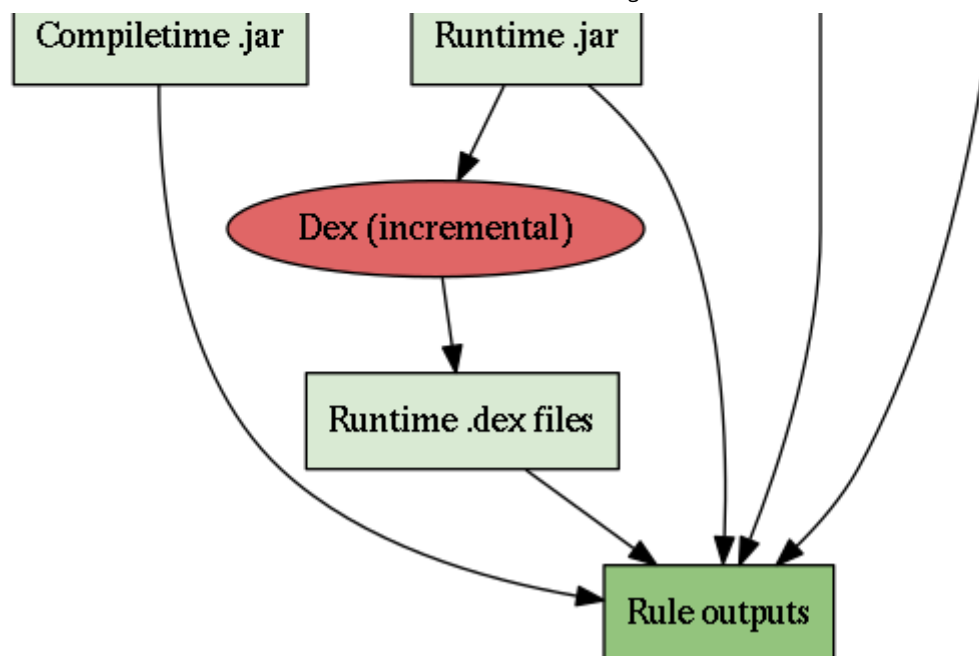 Compiletime .jar
Runtime .jar
Dex (incremental)
Runtime .dex files
Rule outputs